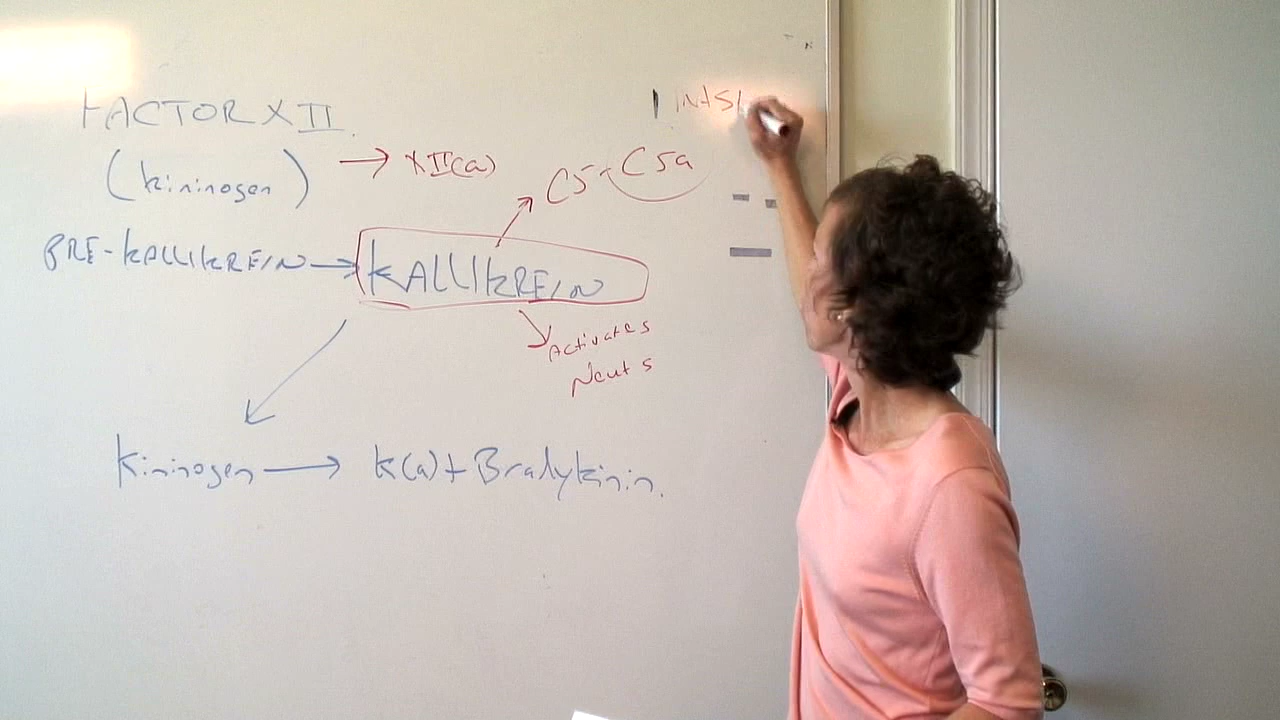 FACTOR XII.
(kininogen) → XII(a)
C5 - C5a
PRE-KALLIKREIN → KALLIKREIN
Activates
Neuts
kininogen → k(a) + Bradykinin.